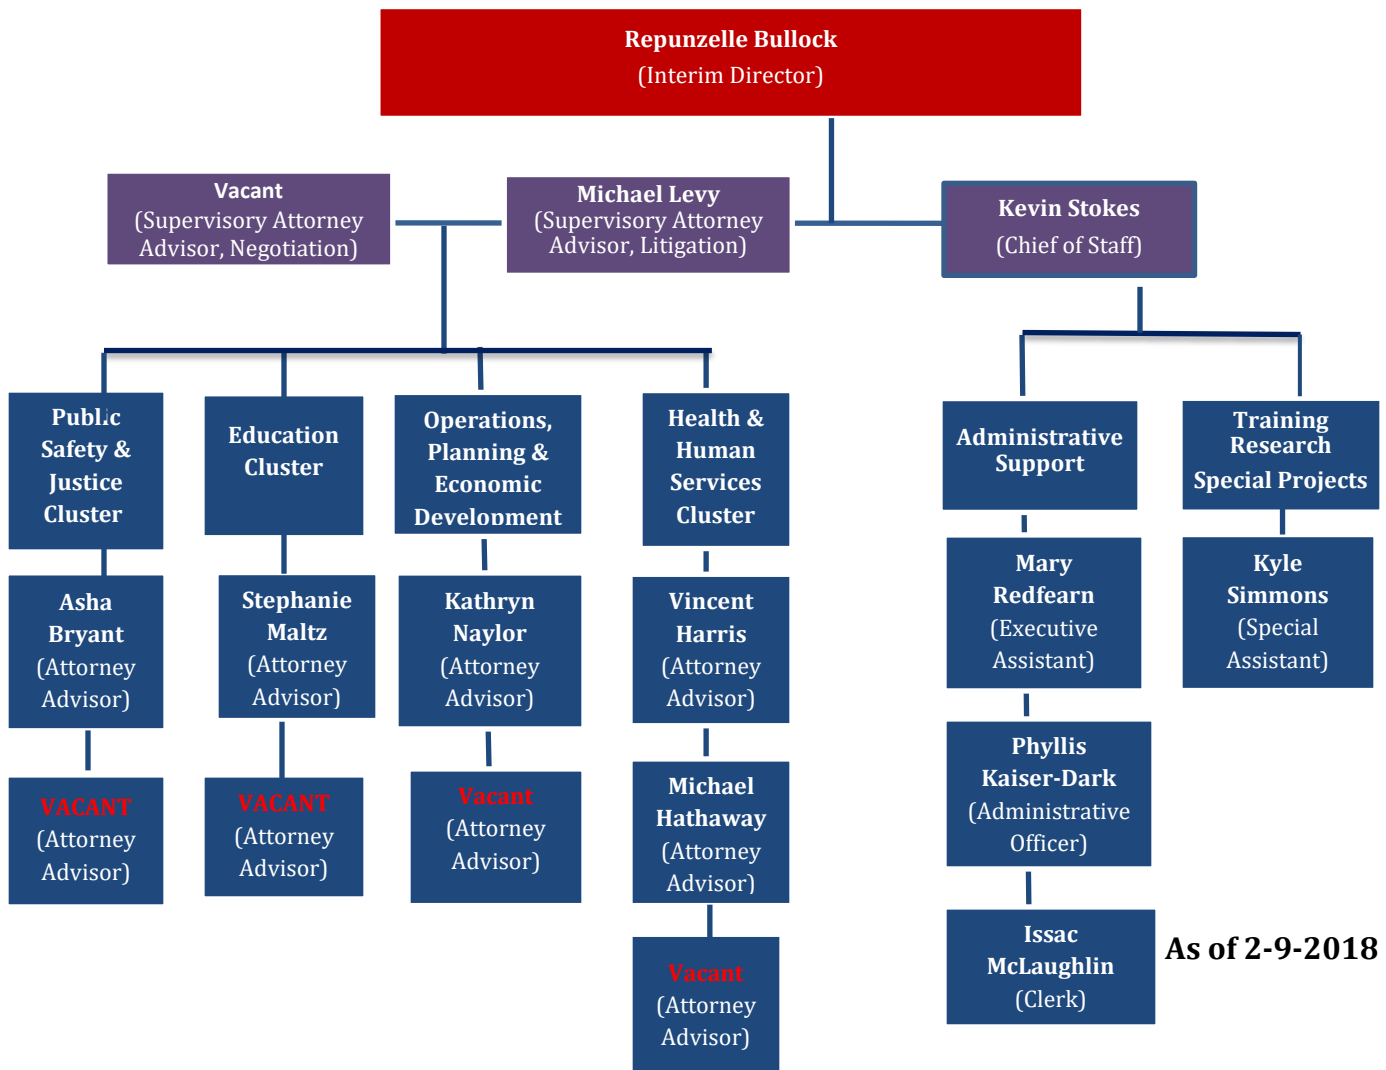 Repunzelle Bullock
(Interim Director)
Vacant
(Supervisory Attorney
Advisor, Negotiation)
Michael Levy
(Supervisory Attorney
Advisor, Litigation)
Kevin Stokes
(Chief of Staff)
Public
Safety &
Justice
Cluster
Education
Cluster
Operations,
Planning &
Economic
Development
Health &
Human
Services
Cluster
Administrative
Support
Training
Research
Special Projects
Asha
Bryant
(Attorney
Advisor)
Stephanie
Maltz
(Attorney
Advisor)
Kathryn
Naylor
(Attorney
Advisor)
Vincent
Harris
(Attorney
Advisor)
Mary
Redfearn
(Executive
Assistant)
Kyle
Simmons
(Special
Assistant)
VACANT
(Attorney
Advisor)
VACANT
(Attorney
Advisor)
Vacant
(Attorney
Advisor)
Michael
Hathaway
(Attorney
Advisor)
Phyllis
Kaiser-Dark
(Administrative
Officer)
Vacant
(Attorney
Advisor)
Issac
McLaughlin
(Clerk)
As of 2-9-2018